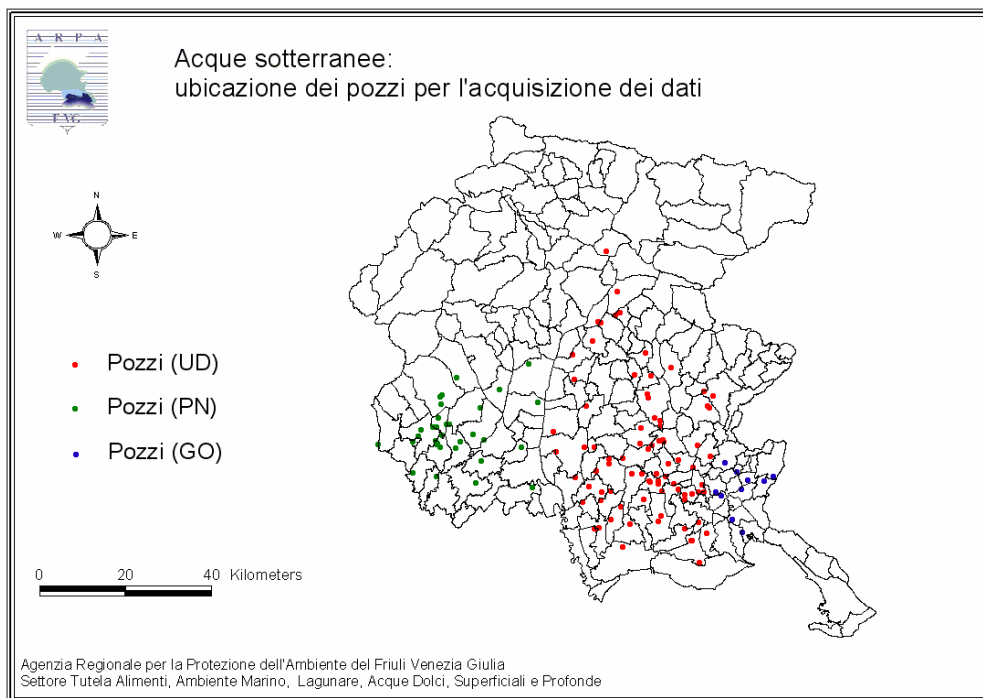 A R P A
FVG
Acque sotterranee:
ubicazione dei pozzi per l'acquisizione dei dati
N
W E
S
Pozzi (UD)
Pozzi (PN)
Pozzi (GO)
0 20 40 Kilometers
Agenzia Regionale per la Protezione dell'Ambiente del Friuli Venezia Giulia
Settore Tutela Alimenti, Ambiente Marino, Lagunare, Acque Dolci, Superficiali e Profonde